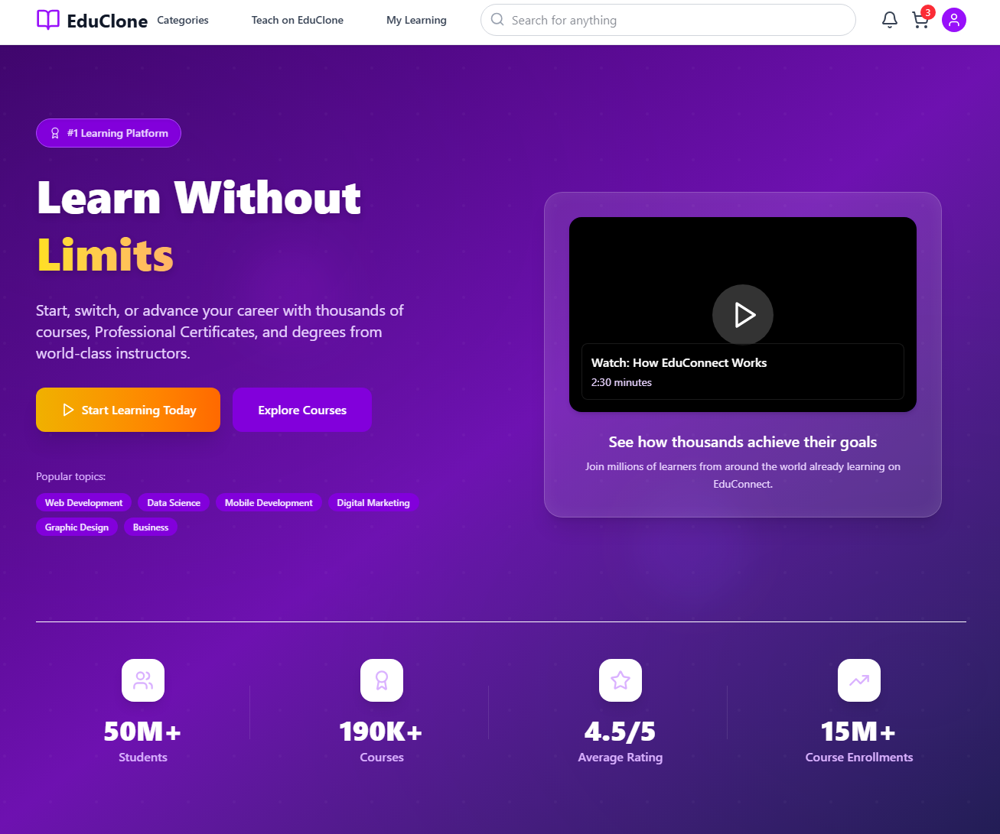 EduClone Categories Teach on EduClone My Learning Search for anything 3
#1 Learning Platform
Learn Without
Limits
Start, switch, or advance your career with thousands of
courses, Professional Certificates, and degrees from
world-class instructors.
Start Learning Today Explore Courses
Popular topics:
Web Development Data Science Mobile Development Digital Marketing
Graphic Design Business
Watch: How EduConnect Works
2:30 minutes
See how thousands achieve their goals
Join millions of learners from around the world already learning on
EduConnect.
50M+ 190K+ 4.5/5 15M+
Students Courses Average Rating Course Enrollments